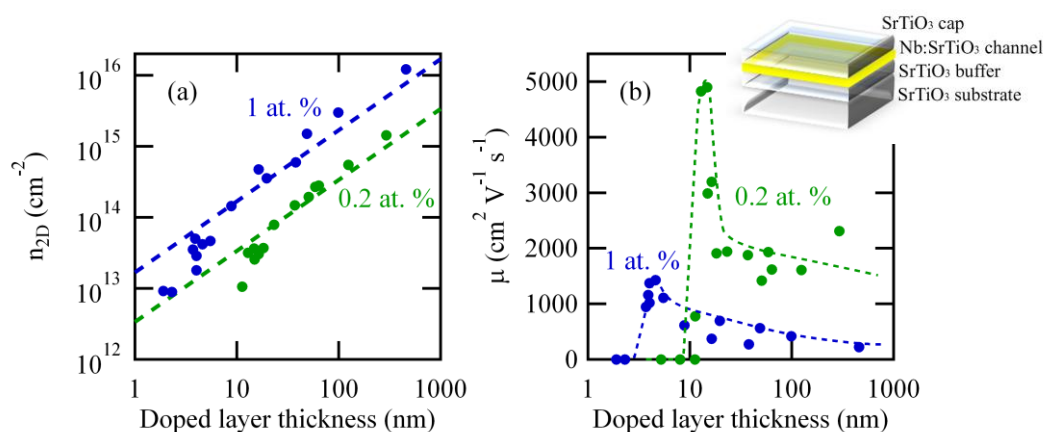 SrTiO₃ cap
Nb:SrTiO₃ channel
SrTiO₃ buffer
SrTiO₃ substrate
(a)
1 at. %
0.2 at. %
n₂D (cm⁻²)
10¹⁶
10¹⁵
10¹⁴
10¹³
10¹²
1 10 100 1000
Doped layer thickness (nm)
(b)
0.2 at. %
1 at. %
μ (cm² V⁻¹ s⁻¹)
5000
4000
3000
2000
1000
0
1 10 100 1000
Doped layer thickness (nm)